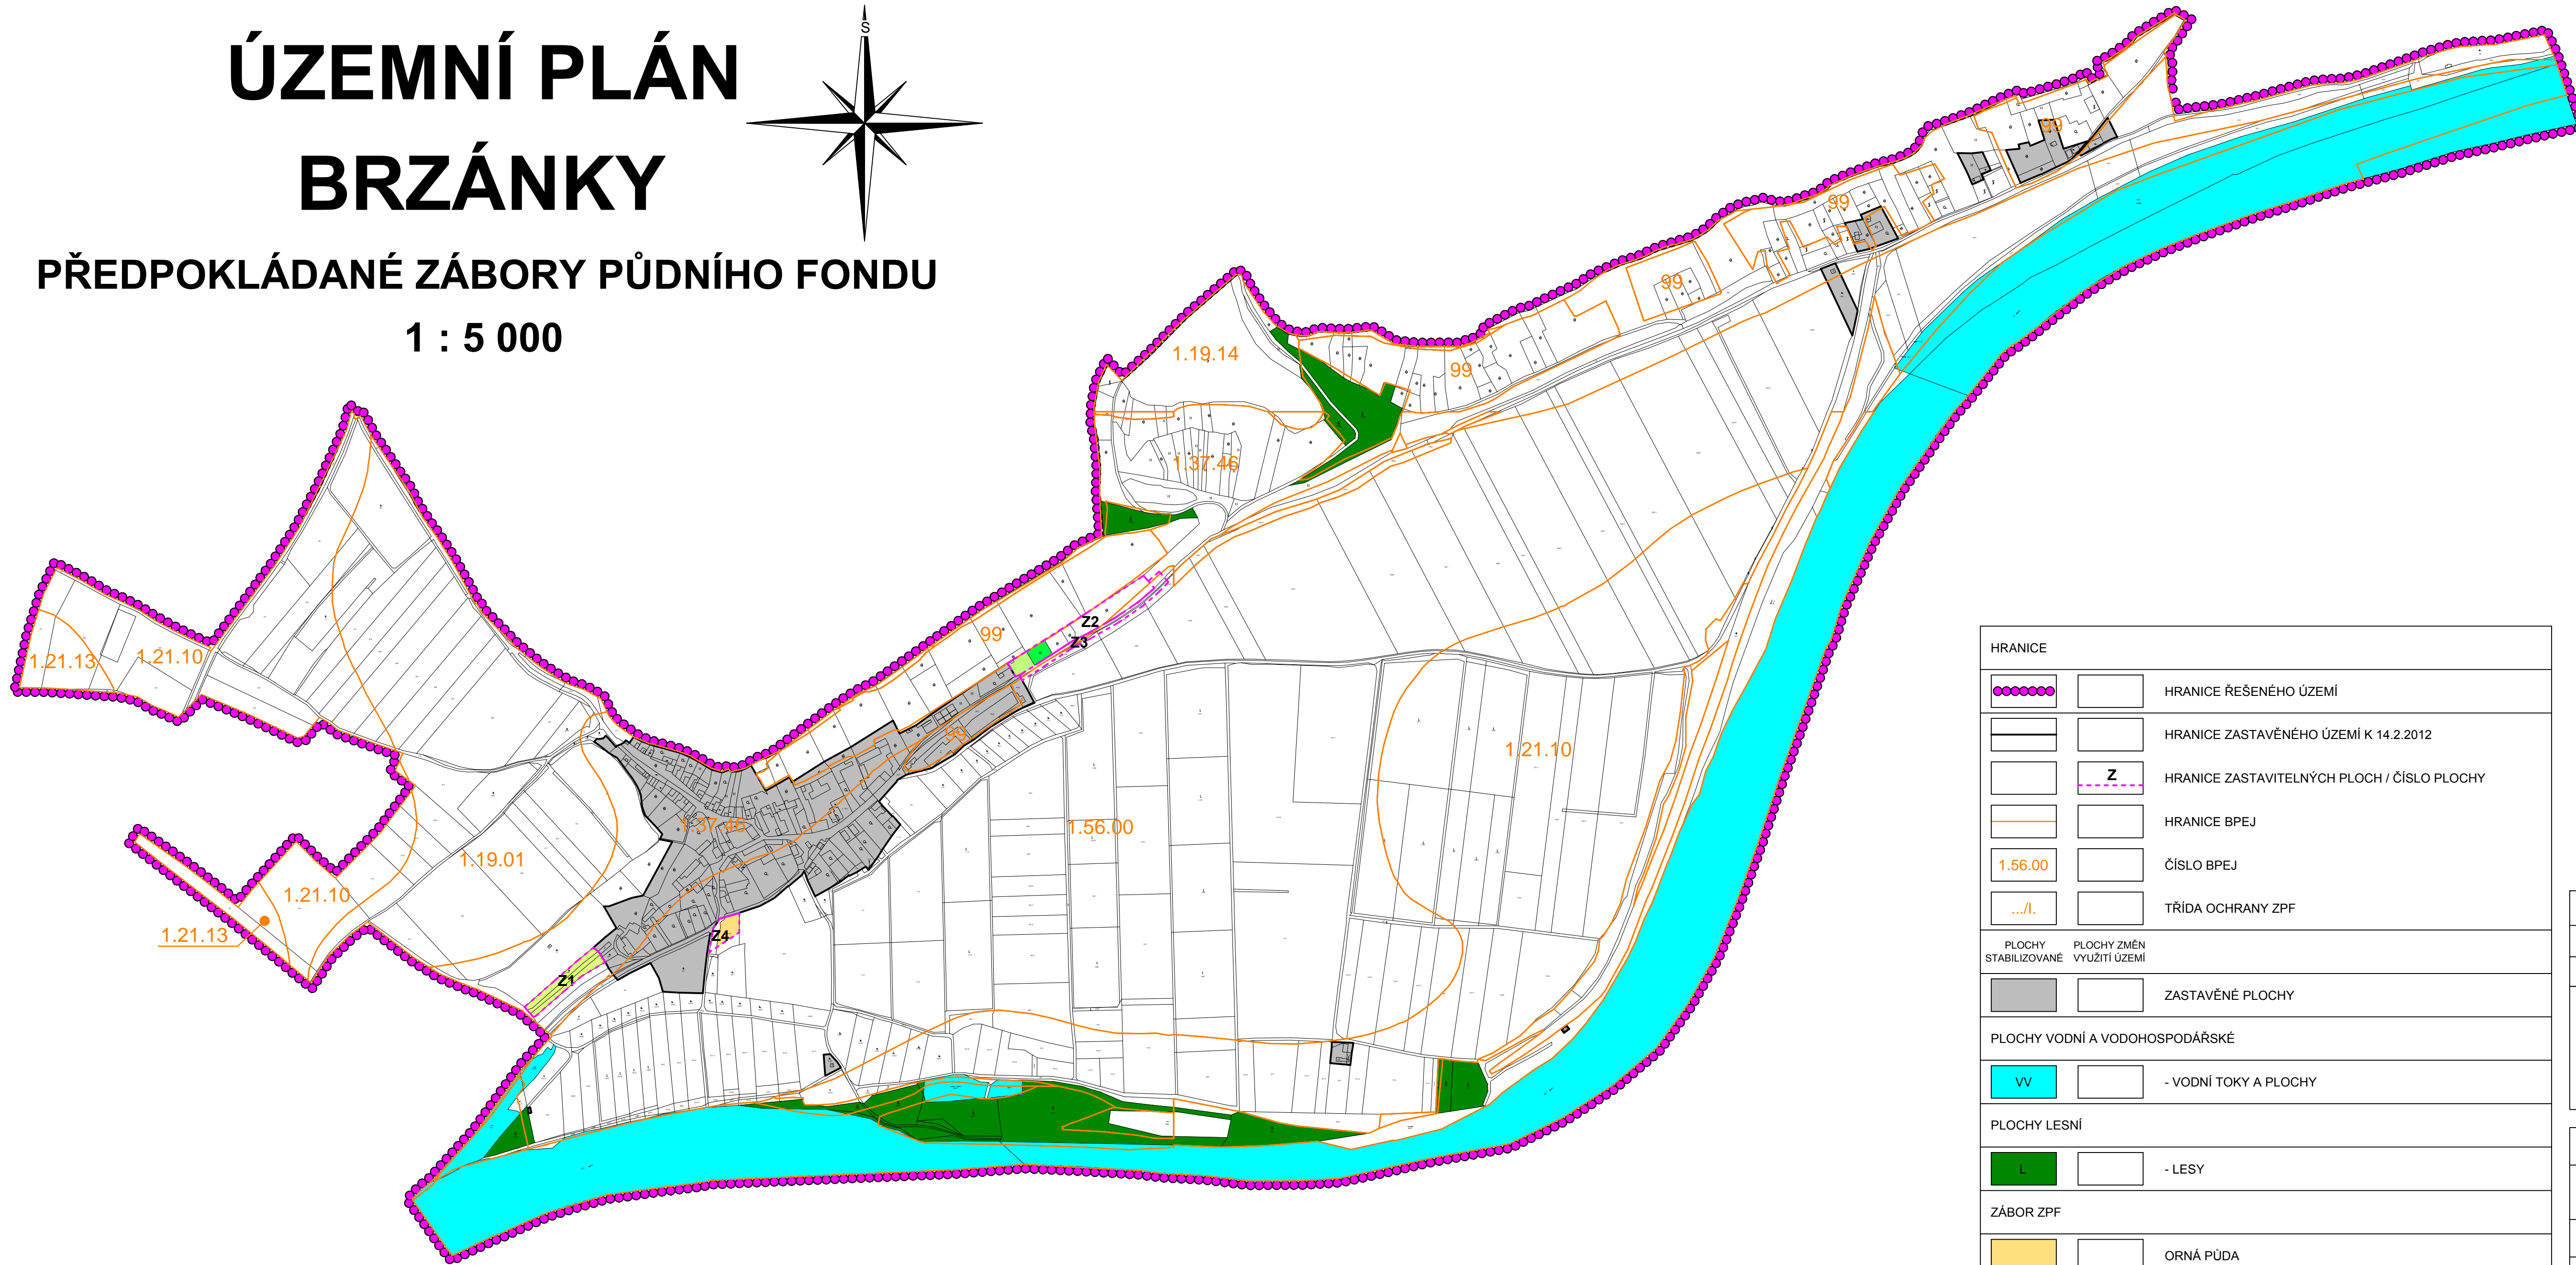 ÚZEMNÍ PLÁN
BRZÁNKY
PŘEDPOKLÁDANÉ ZÁBORY PŮDNÍHO FONDU
1 : 5 000
S
99
99
99
1.19.14
99
1.37.46
1.21.13
1.21.10
99
Z2
Z3
99
1.21.10
1.37.46
1.56.00
1.19.01
1.21.10
1.21.13
Z4
Z1
HRANICE
HRANICE ŘEŠENÉHO ÚZEMÍ
HRANICE ZASTAVĚNÉHO ÚZEMÍ K 14.2.2012
Z HRANICE ZASTAVITELNÝCH PLOCH / ČÍSLO PLOCHY
HRANICE BPEJ
1.56.00 ČÍSLO BPEJ
.../I. TŘÍDA OCHRANY ZPF
PLOCHY STABILIZOVANÉ
PLOCHY ZMĚN VYUŽITÍ ÚZEMÍ
ZASTAVĚNÉ PLOCHY
PLOCHY VODNÍ A VODOHOSPODÁŘSKÉ
VV - VODNÍ TOKY A PLOCHY
PLOCHY LESNÍ
L - LESY
ZÁBOR ZPF
ORNÁ PŮDA